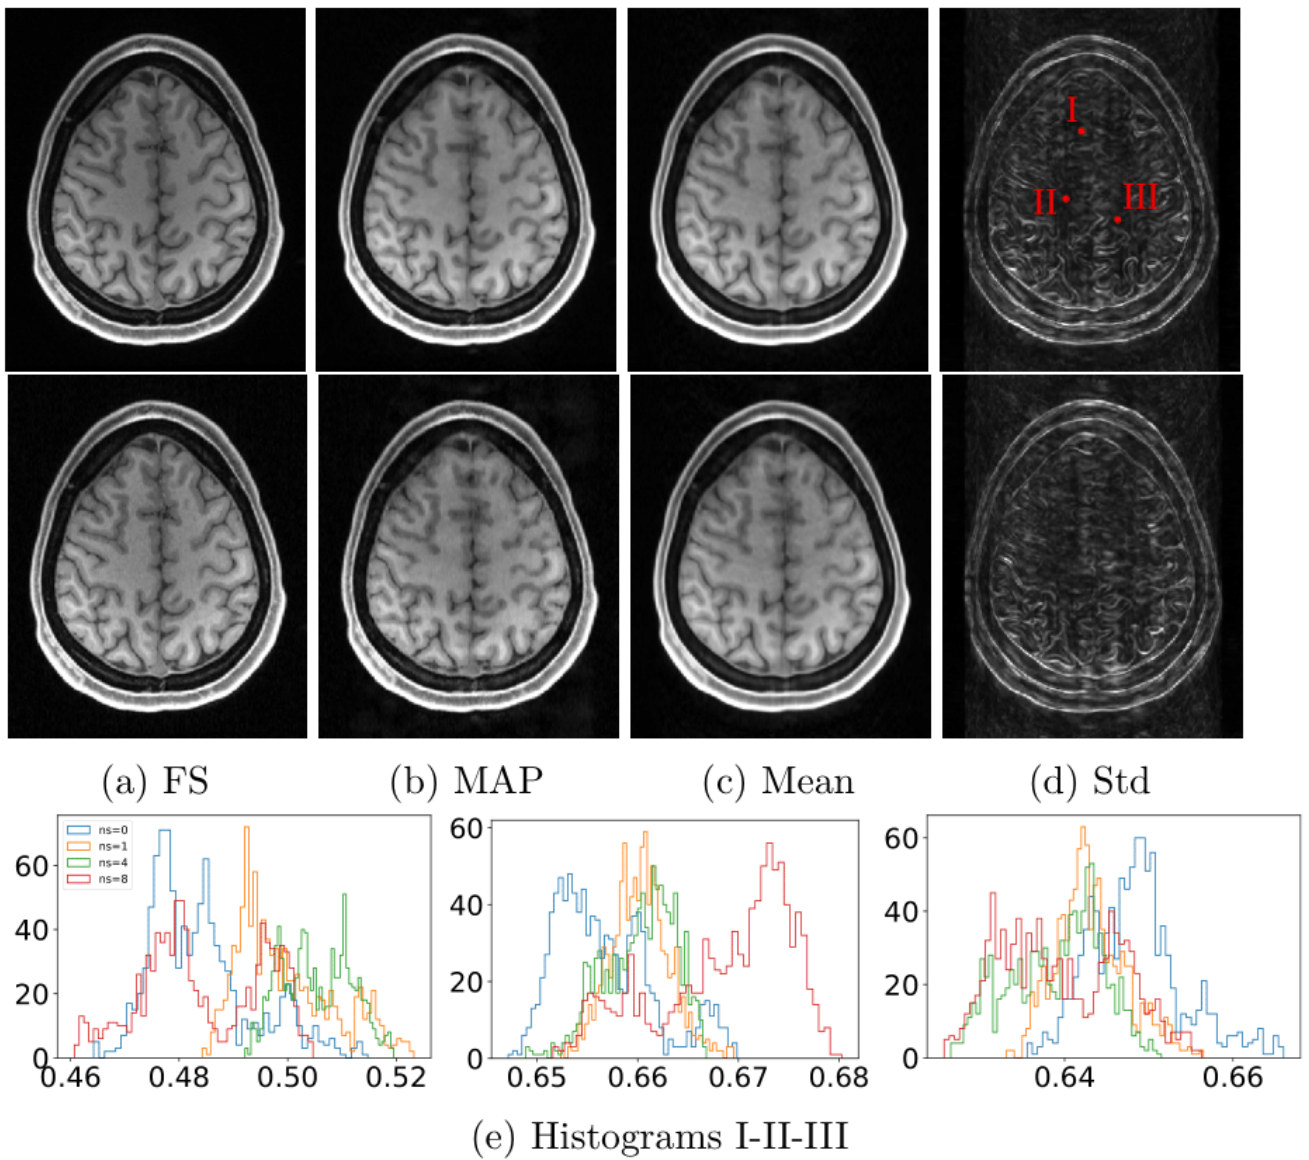 I
II III
(a) FS (b) MAP (c) Mean (d) Std
ns=0
ns=1
ns=4
ns=8
60
40
20
0
0.46 0.48 0.50 0.52
60
40
20
0
0.65 0.66 0.67 0.68
60
40
20
0
0.64 0.66
(e) Histograms I-II-III